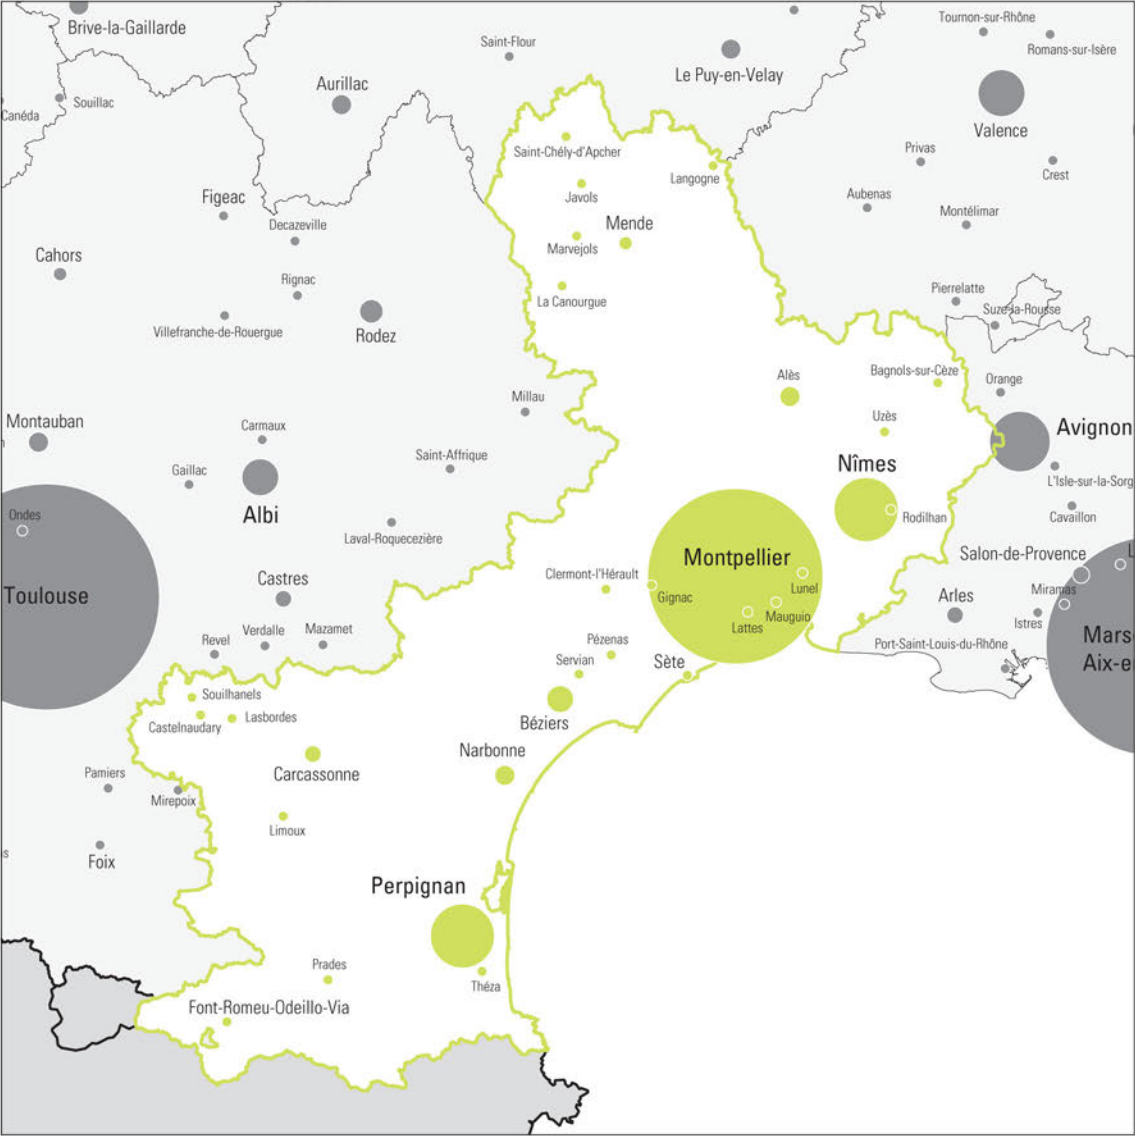 Brive-la-Gaillarde
Tournon-sur-Rhône
Romans-sur-Isère
Saint-Flour
Le Puy-en-Velay
Aurillac
Souillac
Canéda
Valence
Privas
Crest
Saint-Chély-d'Apcher
Langogne
Javols
Aubenas
Montélimar
Figeac
Decazeville
Mende
Marvejols
Cahors
Rignac
La Canourgue
Pierrelatte
Suze-la-Rousse
Villefranche-de-Rouergue
Rodez
Alès
Bagnols-sur-Cèze
Orange
Millau
Uzès
Montauban
Carmaux
Avignon
Saint-Affrique
Nîmes
Gaillac
L'Isle-sur-la-Sorg
Albi
Ondes
Rodilhan
Cavaillon
Laval-Roquecezière
Montpellier
Salon-de-Provence
L
Clermont-l'Hérault
Castres
Toulouse
Gignac
Lunel
Miramas
Arles
Mauguio
Lattes
Istres
Revel
Verdalle
Mazamet
Pézenas
Port-Saint-Louis-du-Rhône
Mars
Aix-e
Servian
Sète
Souilhanels
Castelnaudary
Lasbordes
Béziers
Narbonne
Carcassonne
Pamiers
Mirepoix
Limoux
s
Foix
Perpignan
Prades
Théza
Font-Romeu-Odeillo-Via